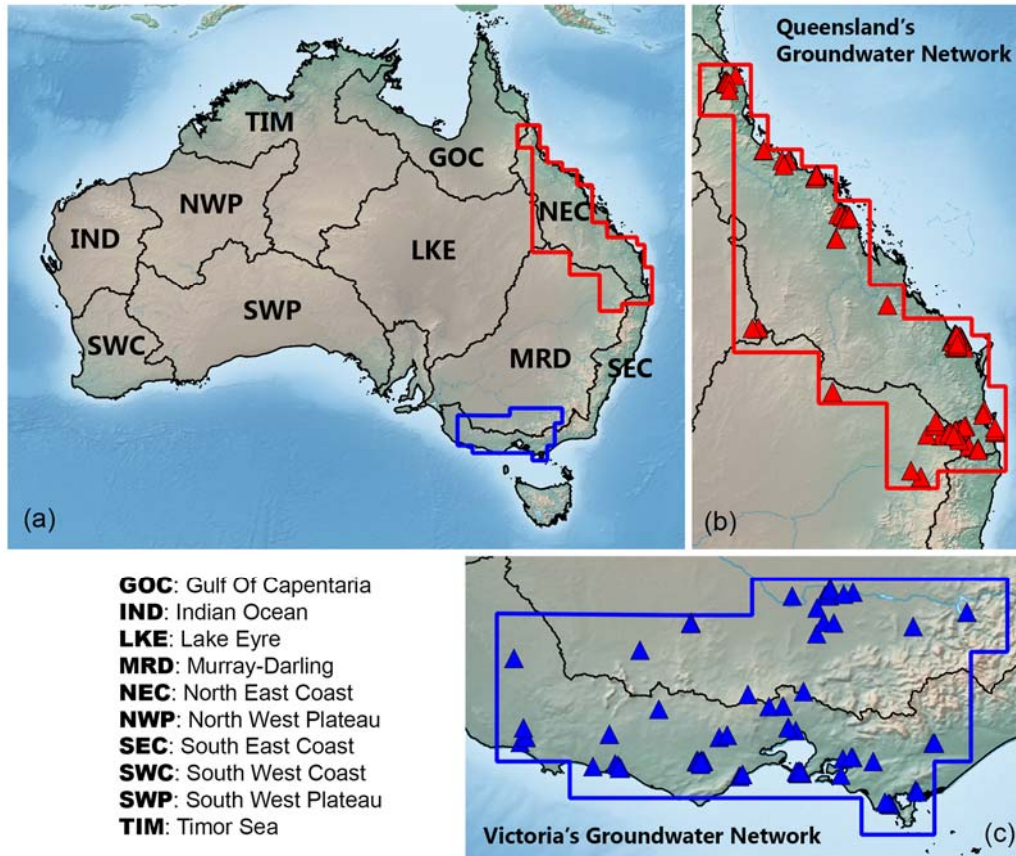 TIM
GOC
NWP
NEC
IND
LKE
SWP
SWC
MRD
SEC
(a)
Queensland's
Groundwater Network
(b)
GOC: Gulf Of Capentaria
IND: Indian Ocean
LKE: Lake Eyre
MRD: Murray-Darling
NEC: North East Coast
NWP: North West Plateau
SEC: South East Coast
SWC: South West Coast
SWP: South West Plateau
TIM: Timor Sea
Victoria's Groundwater Network
(c)